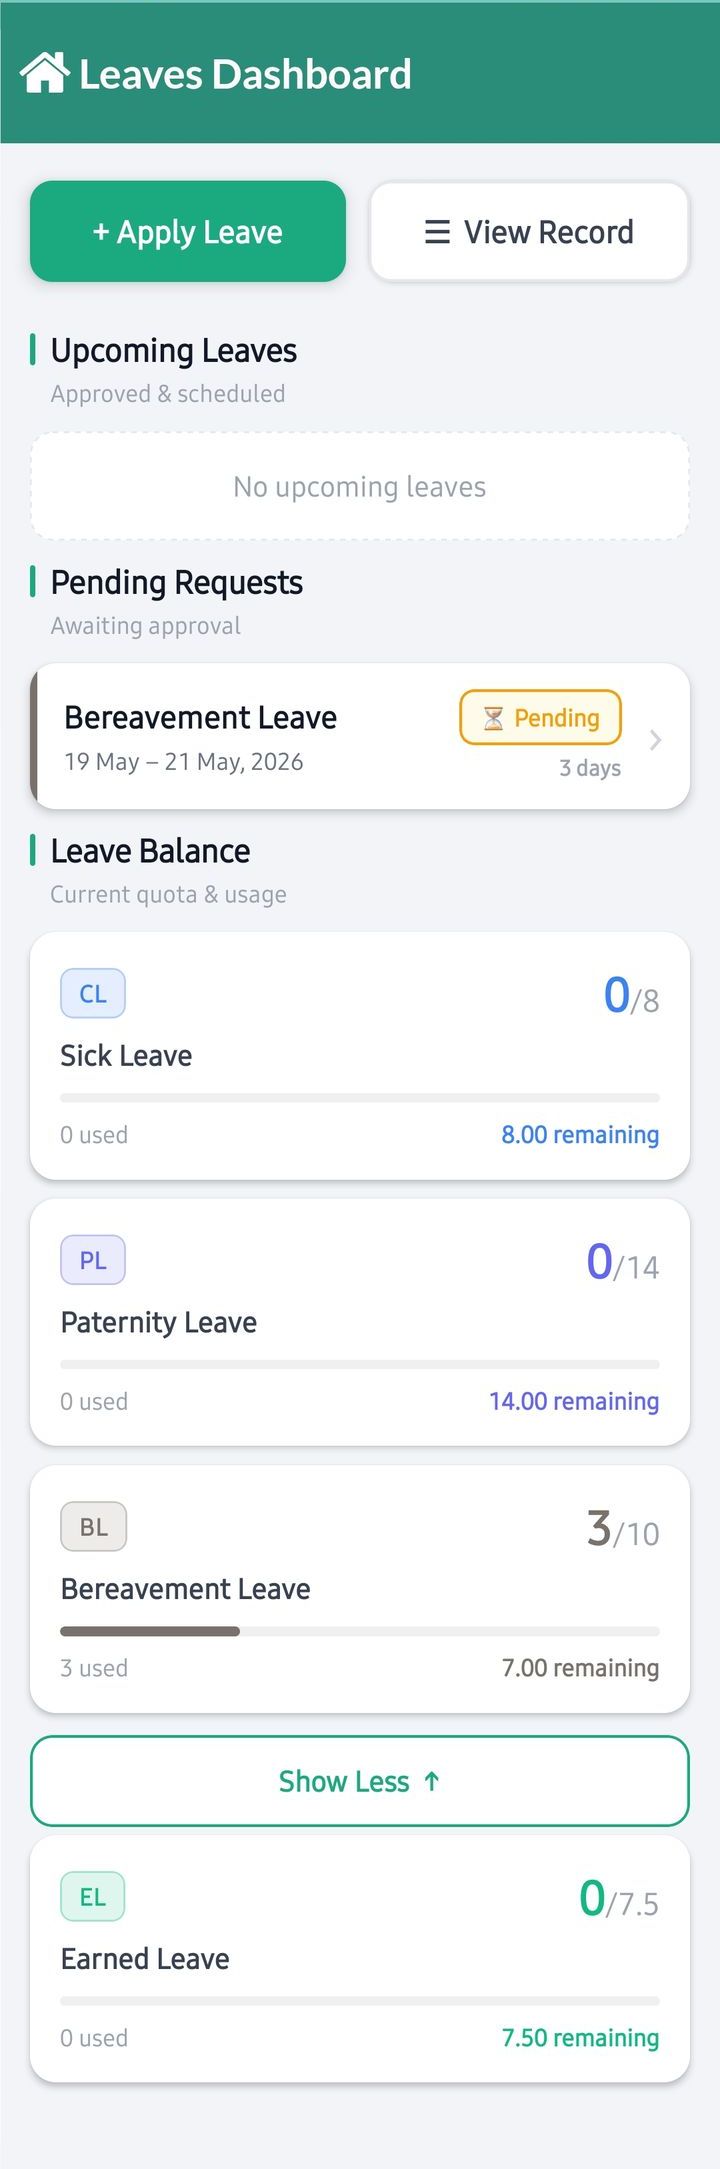 Leaves Dashboard
+ Apply Leave
☰ View Record
Upcoming Leaves
Approved & scheduled
No upcoming leaves
Pending Requests
Awaiting approval
Bereavement Leave
⏳ Pending
19 May – 21 May, 2026
3 days
Leave Balance
Current quota & usage
CL
0/8
Sick Leave
0 used
8.00 remaining
PL
0/14
Paternity Leave
0 used
14.00 remaining
BL
3/10
Bereavement Leave
3 used
7.00 remaining
Show Less ↑
EL
0/7.5
Earned Leave
0 used
7.50 remaining